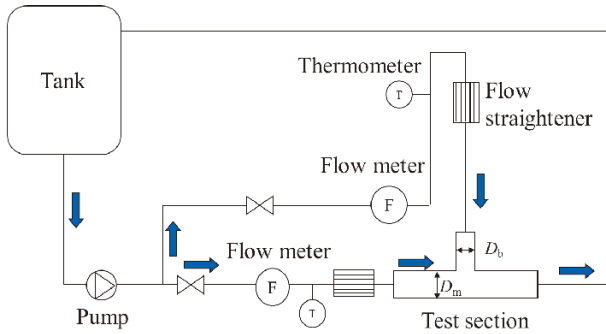 Tank
Thermometer
T
Flow
straightener
Flow meter
F
Flow meter
Db
F
Dm
T
Pump
Test section